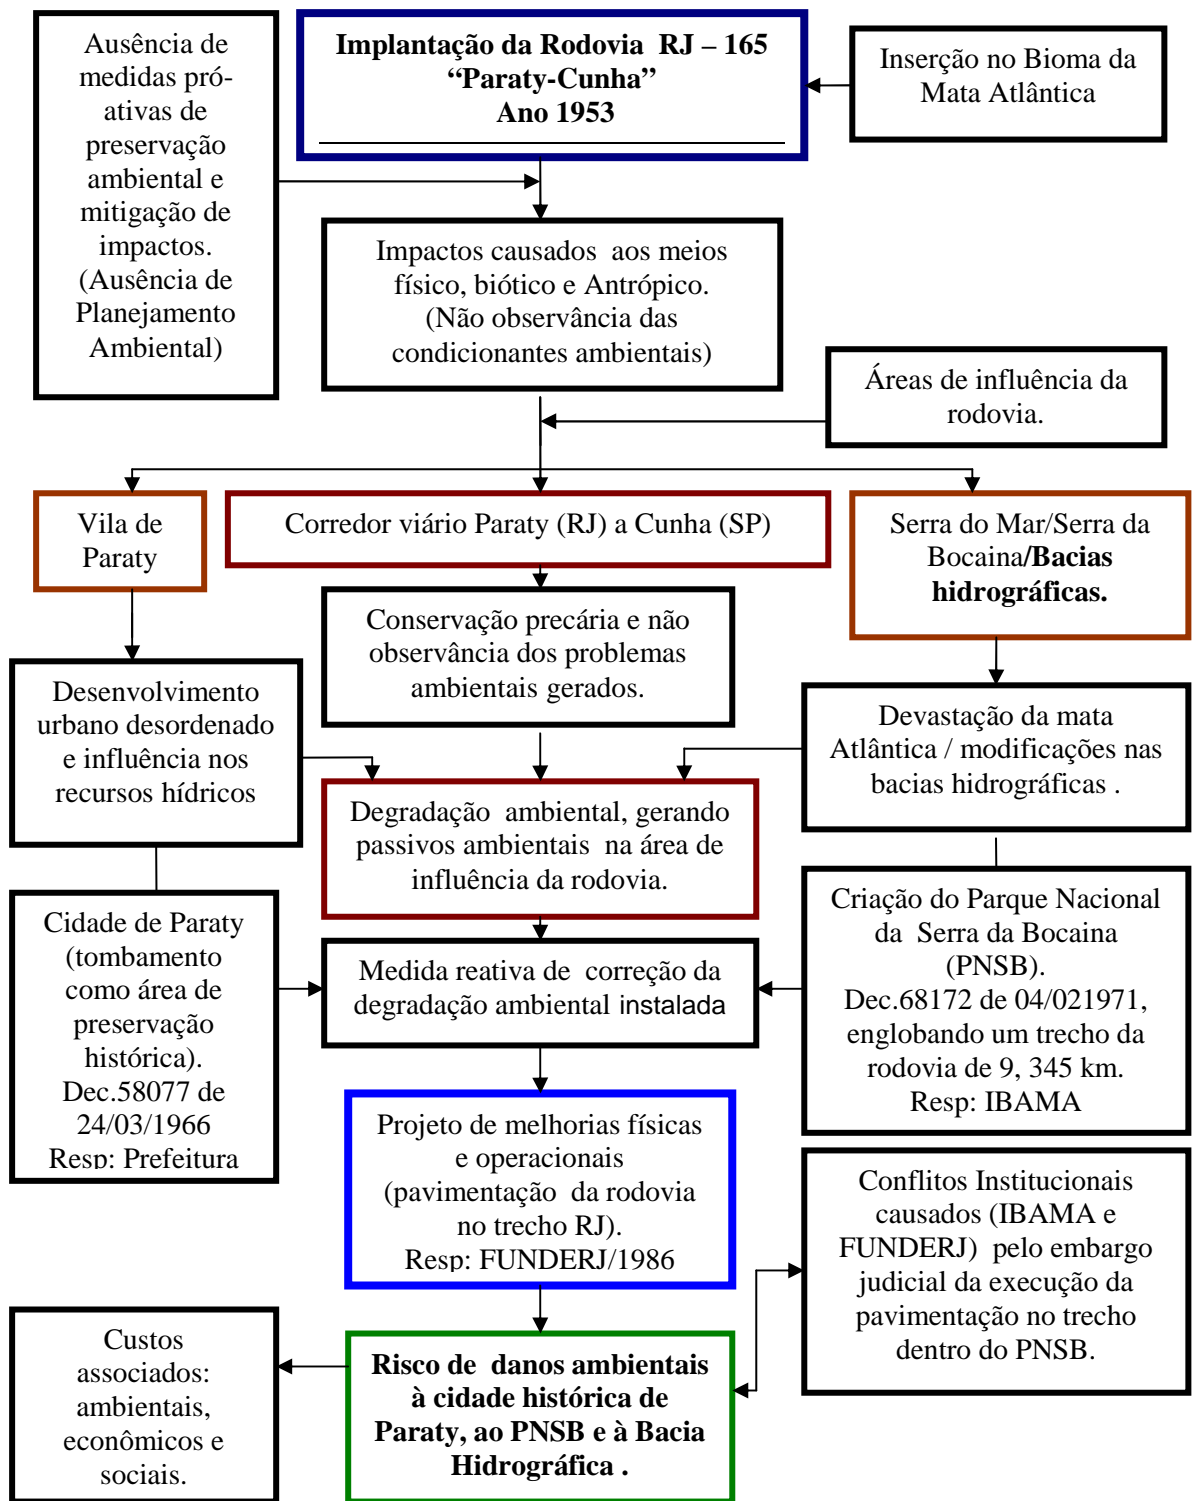 Ausência de
medidas pró-
ativas de
preservação
ambiental e
mitigação de
impactos.
(Ausência de
Planejamento
Ambiental)
Implantação da Rodovia RJ – 165
“Paraty-Cunha”
Ano 1953
Inserção no Bioma da
Mata Atlântica
Impactos causados aos meios
físico, biótico e Antrópico.
(Não observância das
condicionantes ambientais)
Áreas de influência da
rodovia.
Vila de
Paraty
Corredor viário Paraty (RJ) a Cunha (SP)
Serra do Mar/Serra da
Bocaina/Bacias
hidrográficas.
Conservação precária e não
observância dos problemas
ambientais gerados.
Desenvolvimento
urbano desordenado
e influência nos
recursos hídricos
Devastação da mata
Atlântica / modificações nas
bacias hidrográficas .
Degradação ambiental, gerando
passivos ambientais na área de
influência da rodovia.
Cidade de Paraty
(tombamento
como área de
preservação
histórica).
Dec.58077 de
24/03/1966
Resp: Prefeitura
Medida reativa de correção da
degradação ambiental instalada
Criação do Parque Nacional
da Serra da Bocaina
(PNSB).
Dec.68172 de 04/021971,
englobando um trecho da
rodovia de 9, 345 km.
Resp: IBAMA
Projeto de melhorias físicas
e operacionais
(pavimentação da rodovia
no trecho RJ).
Resp: FUNDERJ/1986
Conflitos Institucionais
causados (IBAMA e
FUNDERJ) pelo embargo
judicial da execução da
pavimentação no trecho
dentro do PNSB.
Custos
associados:
ambientais,
econômicos e
sociais.
Risco de danos ambientais
à cidade histórica de
Paraty, ao PNSB e à Bacia
Hidrográfica .